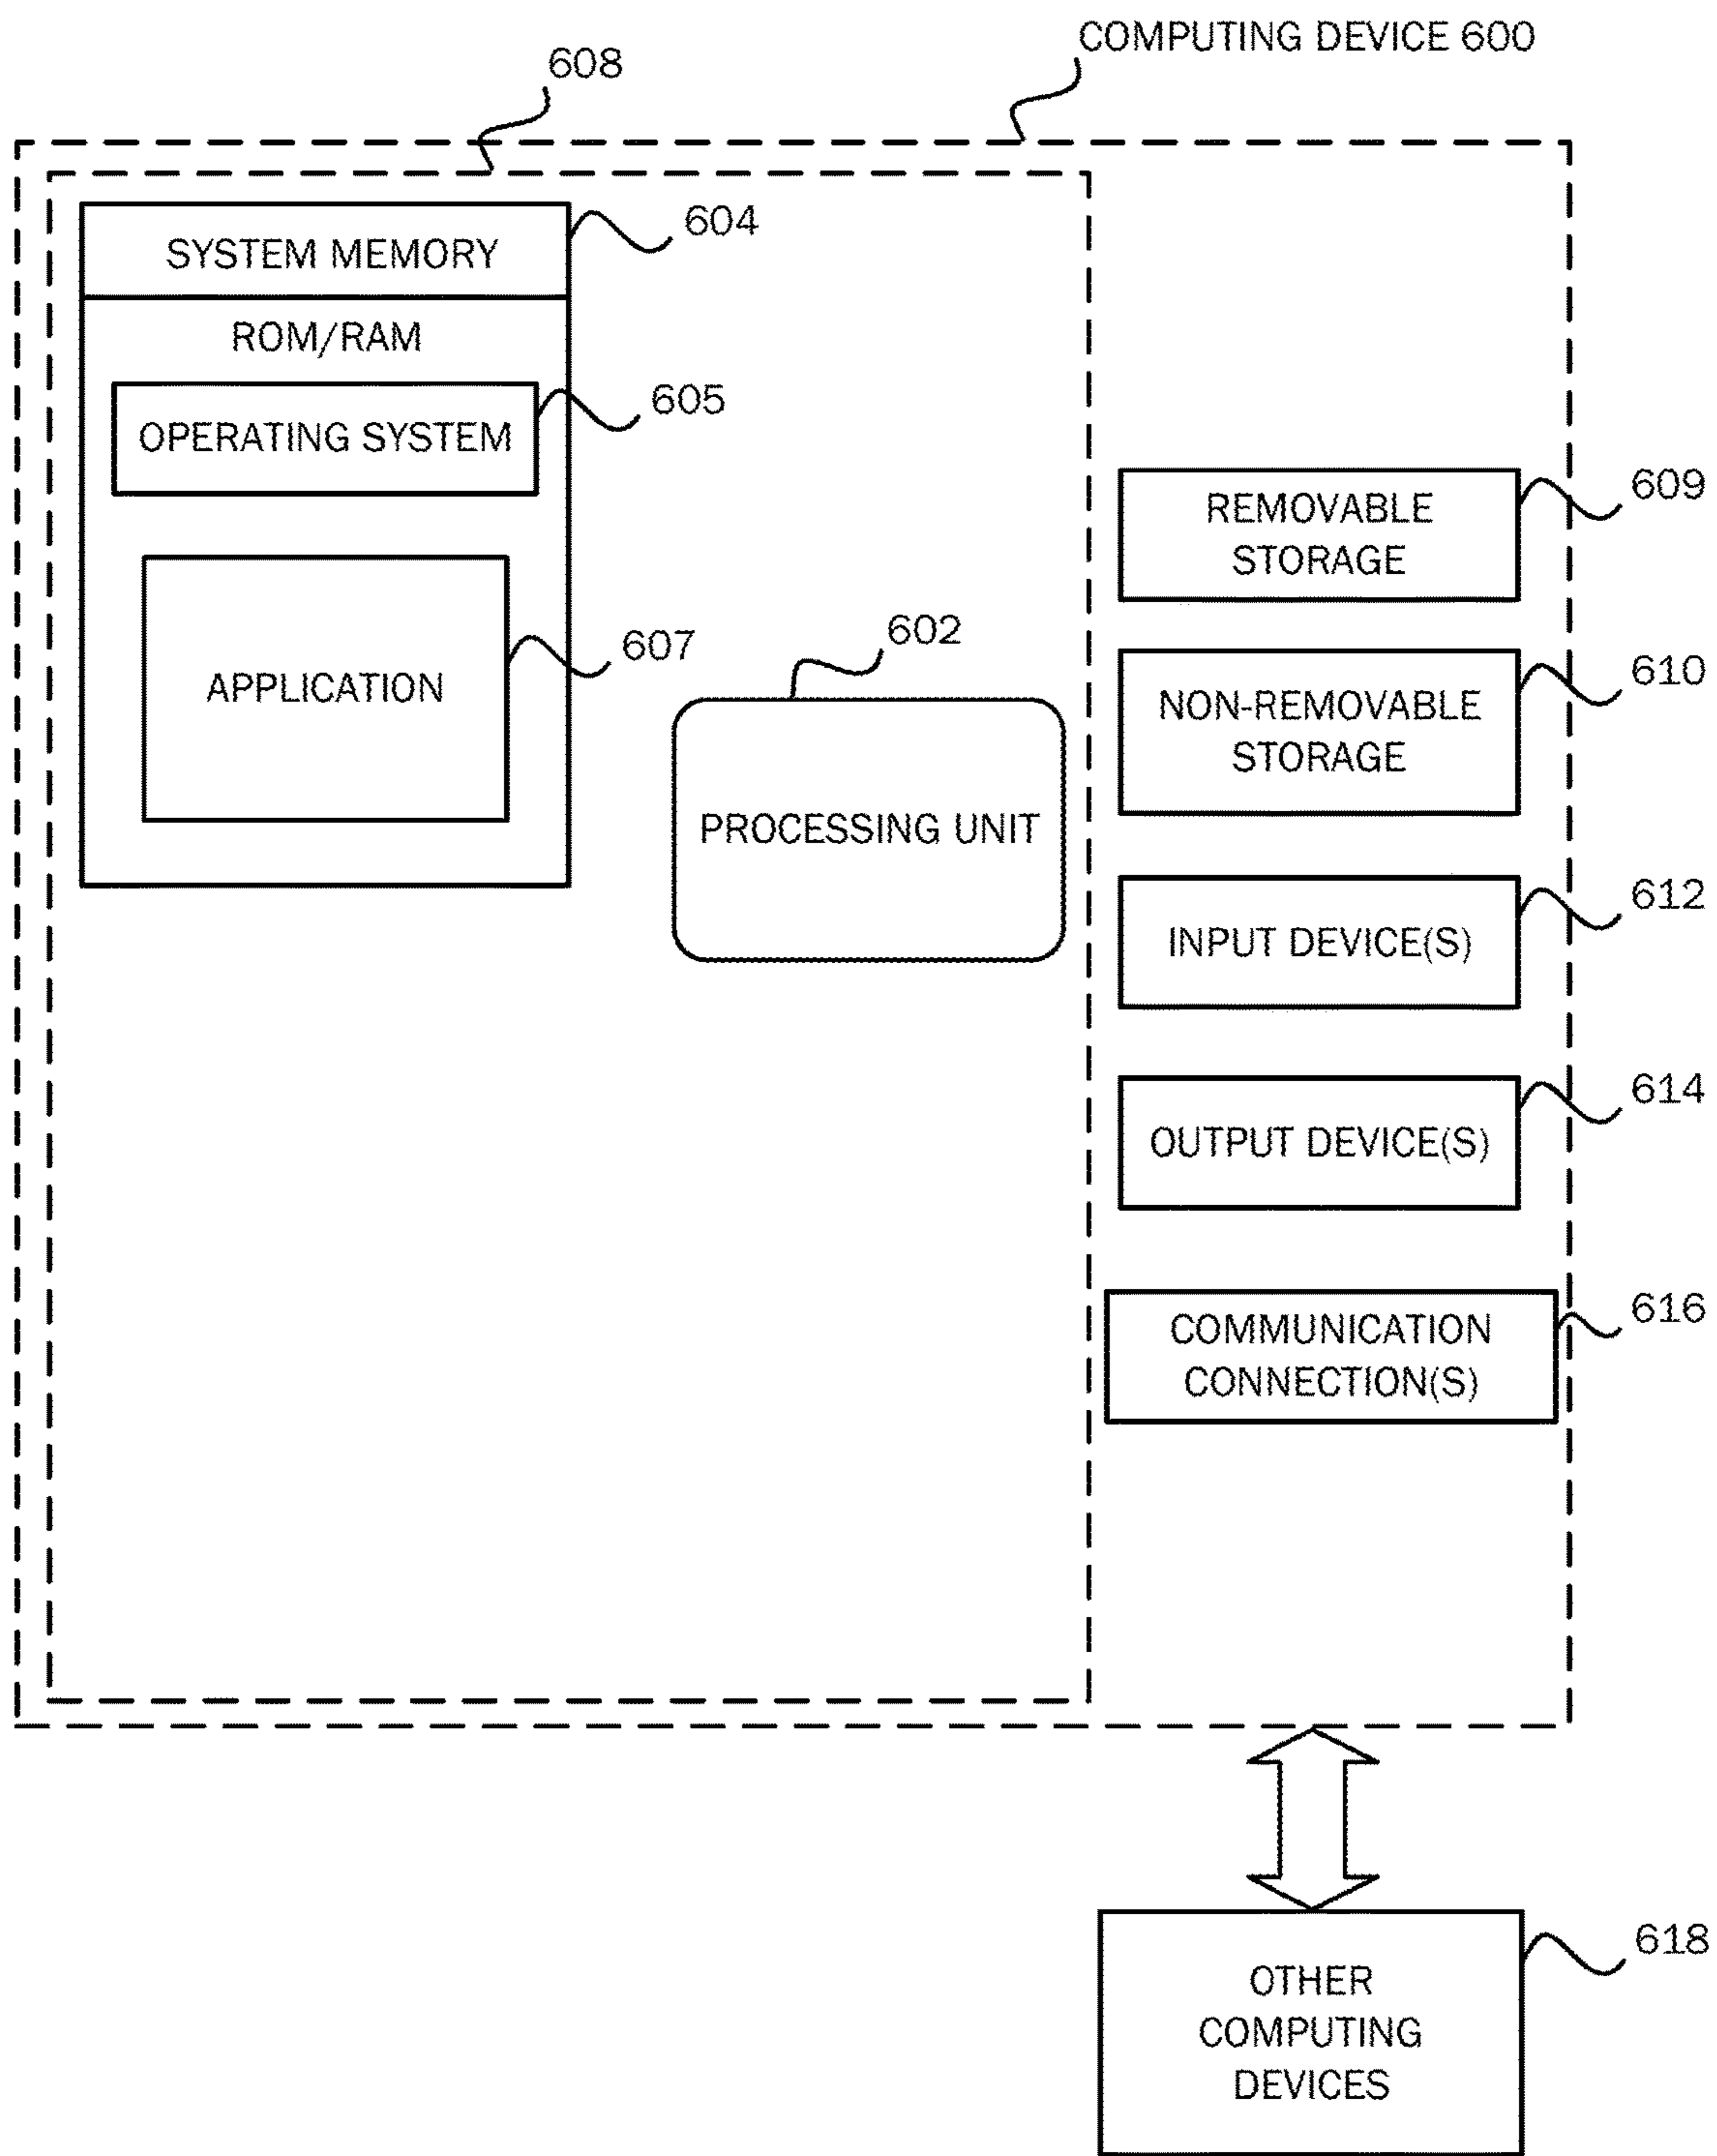 COMPUTING DEVICE 600
608
604
SYSTEM MEMORY
ROM/RAM
605
OPERATING SYSTEM
607
APPLICATION
602
PROCESSING UNIT
609
REMOVABLE
STORAGE
610
NON-REMOVABLE
STORAGE
612
INPUT DEVICE(S)
614
OUTPUT DEVICE(S)
616
COMMUNICATION
CONNECTION(S)
618
OTHER
COMPUTING
DEVICES